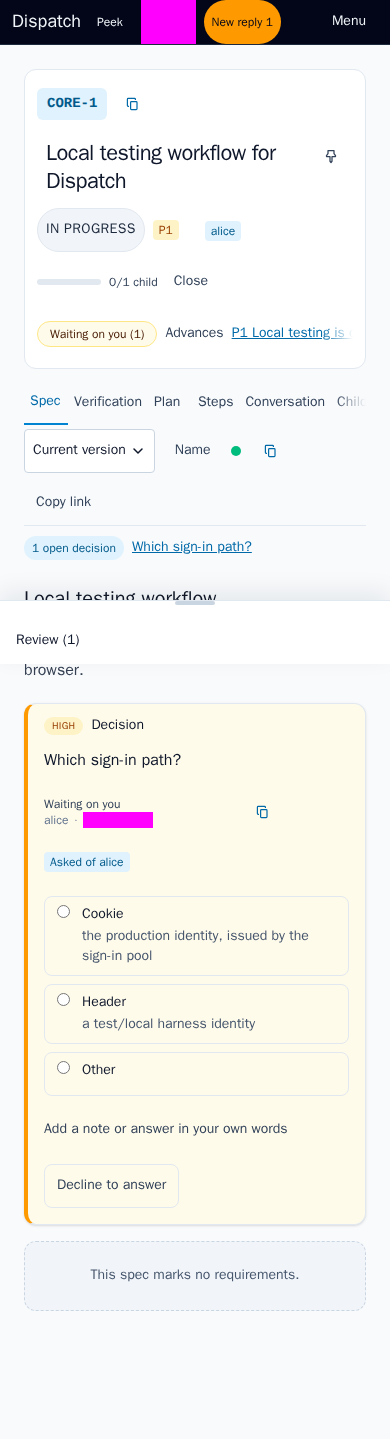 Dispatch Peek New reply 1 Menu
CORE-1
Local testing workflow for
Dispatch
IN PROGRESS P1 alice
0/1 child Close
Waiting on you (1) Advances P1 Local testing is
Spec Verification Plan Steps Conversation Chil
Current version Name
Copy link
1 open decision Which sign-in path?
Local testing workflow
Review (1)
browser.
HIGH Decision
Which sign-in path?
Waiting on you
alice ·
Asked of alice
Cookie
the production identity, issued by the
sign-in pool
Header
a test/local harness identity
Other
Add a note or answer in your own words
Decline to answer
This spec marks no requirements.